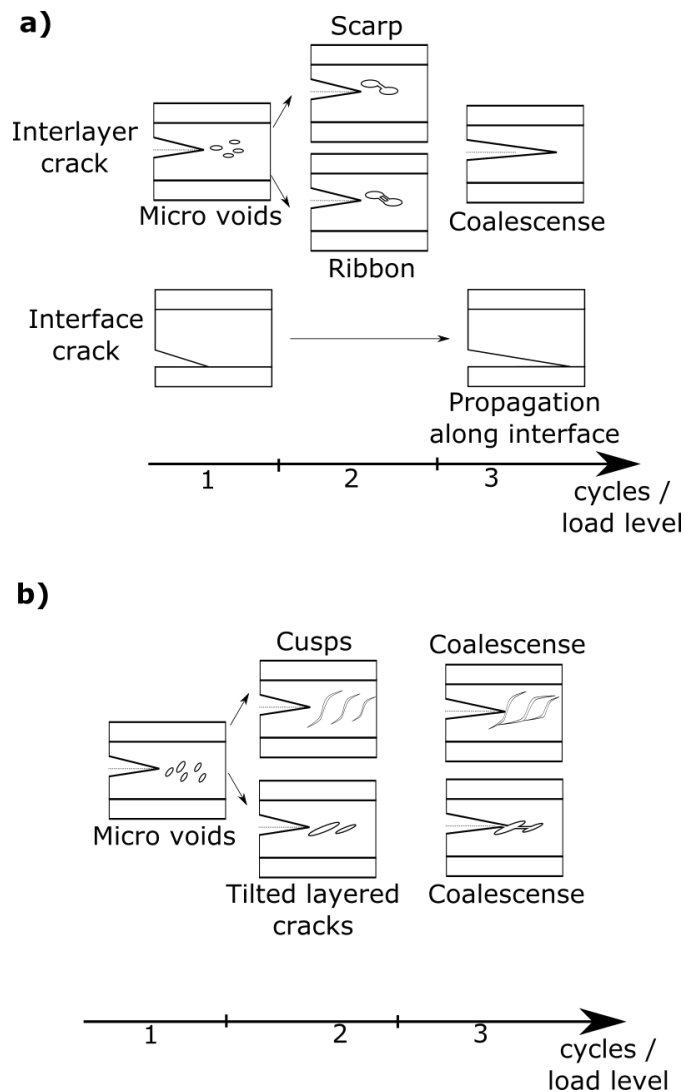 a)
Scarp
Interlayer
crack
Micro voids
Ribbon
Coalescense
Interface
crack
Propagation
along interface
1
2
3
cycles /
load level
b)
Cusps
Coalescense
Micro voids
Tilted layered
cracks
Coalescense
1
2
3
cycles /
load level